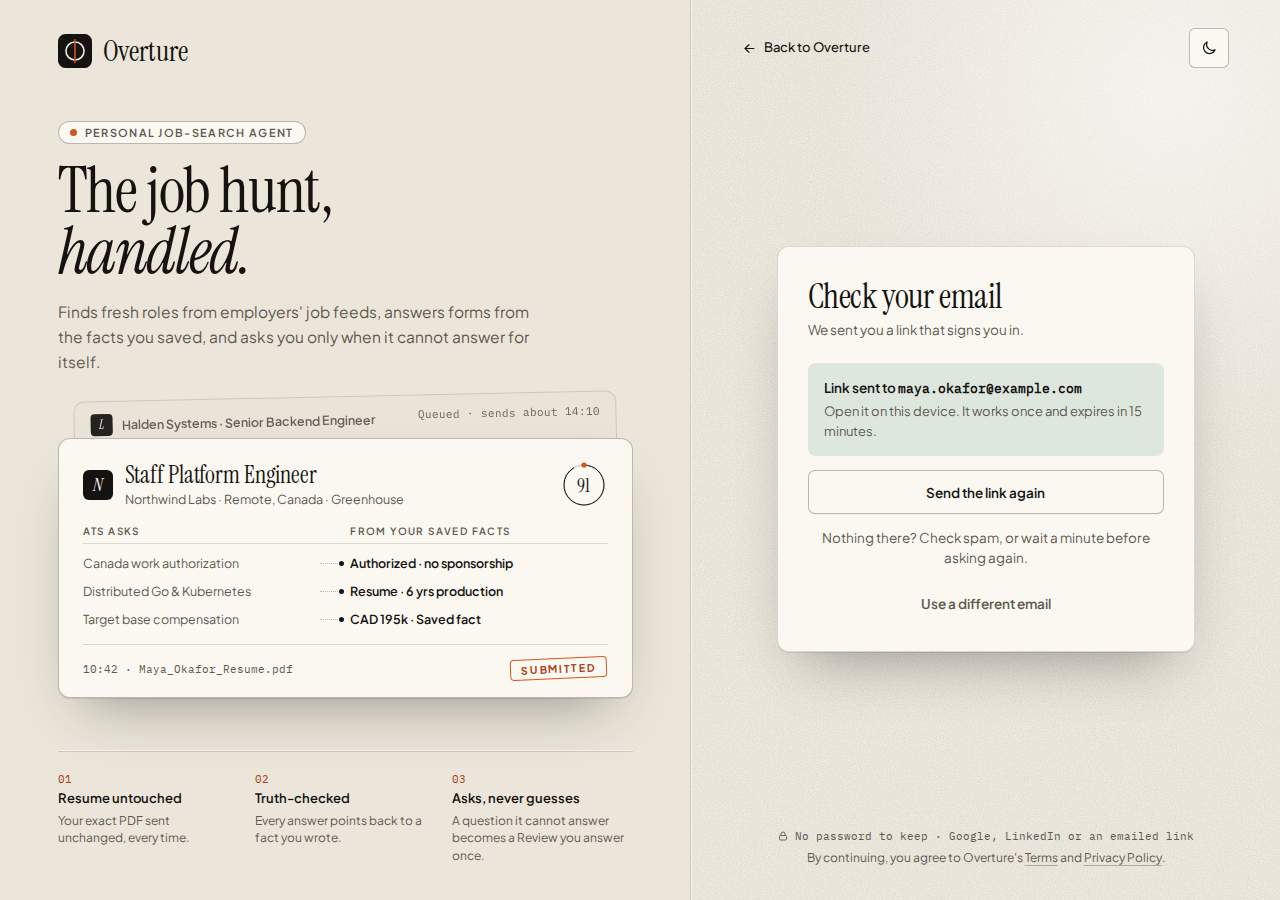 Overture
PERSONAL JOB-SEARCH AGENT
The job hunt,
handled.
Finds fresh roles from employers' job feeds, answers forms from
the facts you saved, and asks you only when it cannot answer for
itself.
L
Halden Systems · Senior Backend Engineer
Queued · sends about 14:10
N
Staff Platform Engineer
Northwind Labs · Remote, Canada · Greenhouse
91
ATS ASKS
FROM YOUR SAVED FACTS
Canada work authorization
Authorized · no sponsorship
Distributed Go & Kubernetes
Resume · 6 yrs production
Target base compensation
CAD 195k · Saved fact
10:42 · Maya_Okafor_Resume.pdf
SUBMITTED
01
Resume untouched
Your exact PDF sent
unchanged, every time.
02
Truth-checked
Every answer points back to a
fact you wrote.
03
Asks, never guesses
A question it cannot answer
becomes a Review you answer
once.
← Back to Overture
Check your email
We sent you a link that signs you in.
Link sent to maya.okafor@example.com
Open it on this device. It works once and expires in 15
minutes.
Send the link again
Nothing there? Check spam, or wait a minute before
asking again.
Use a different email
No password to keep · Google, LinkedIn or an emailed link
By continuing, you agree to Overture's Terms and Privacy Policy.